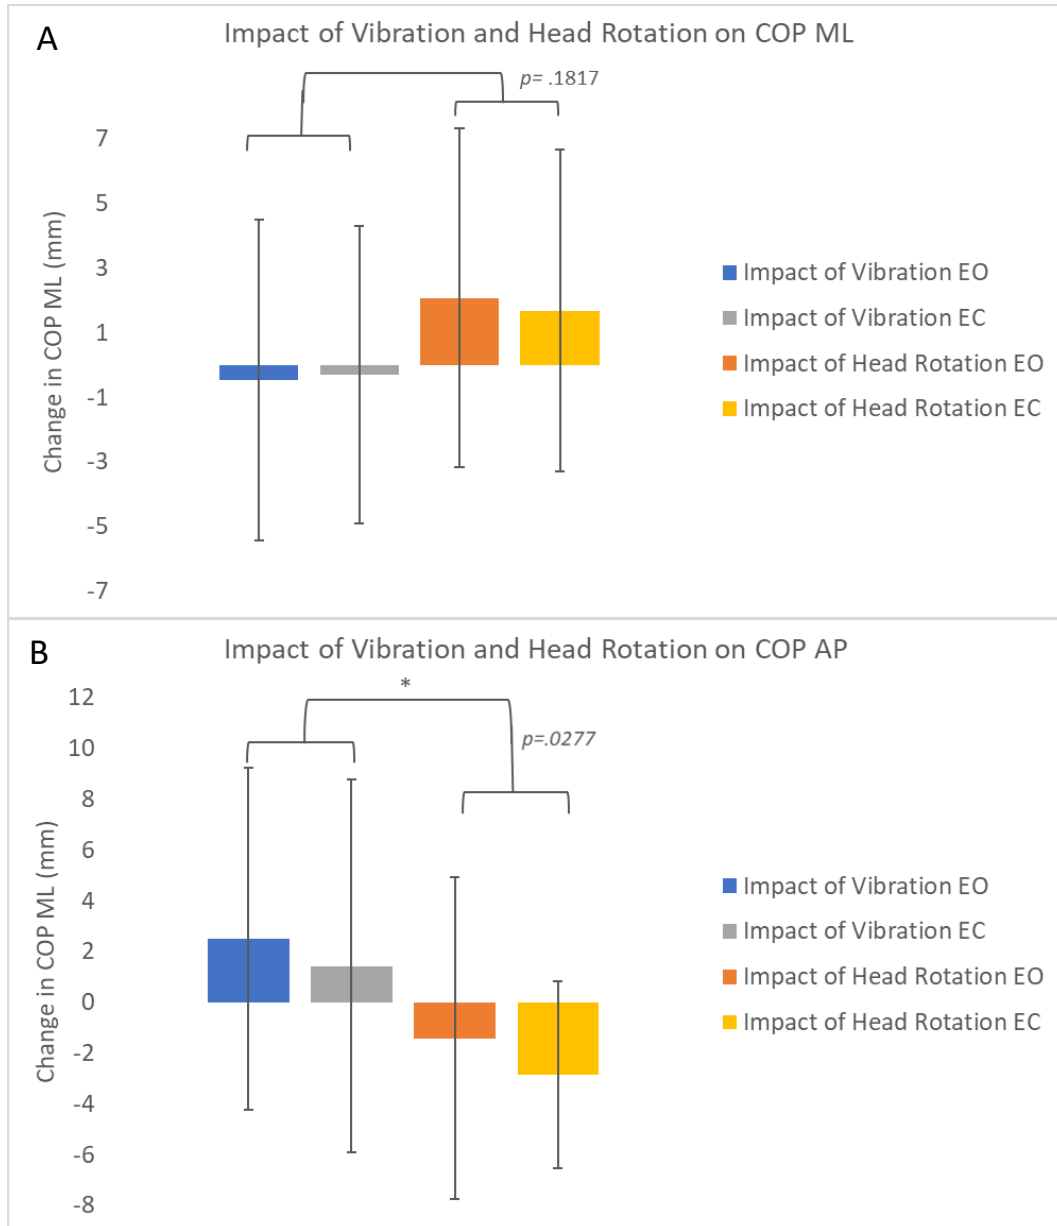 A
Impact of Vibration and Head Rotation on COP ML
p= .1817
7
5
3
1
-1
-3
-5
-7
Change in COP ML (mm)
Impact of Vibration EO
Impact of Vibration EC
Impact of Head Rotation EO
Impact of Head Rotation EC
B
Impact of Vibration and Head Rotation on COP AP
*
p=.0277
12
10
8
6
4
2
0
-2
-4
-6
-8
Change in COP ML (mm)
Impact of Vibration EO
Impact of Vibration EC
Impact of Head Rotation EO
Impact of Head Rotation EC